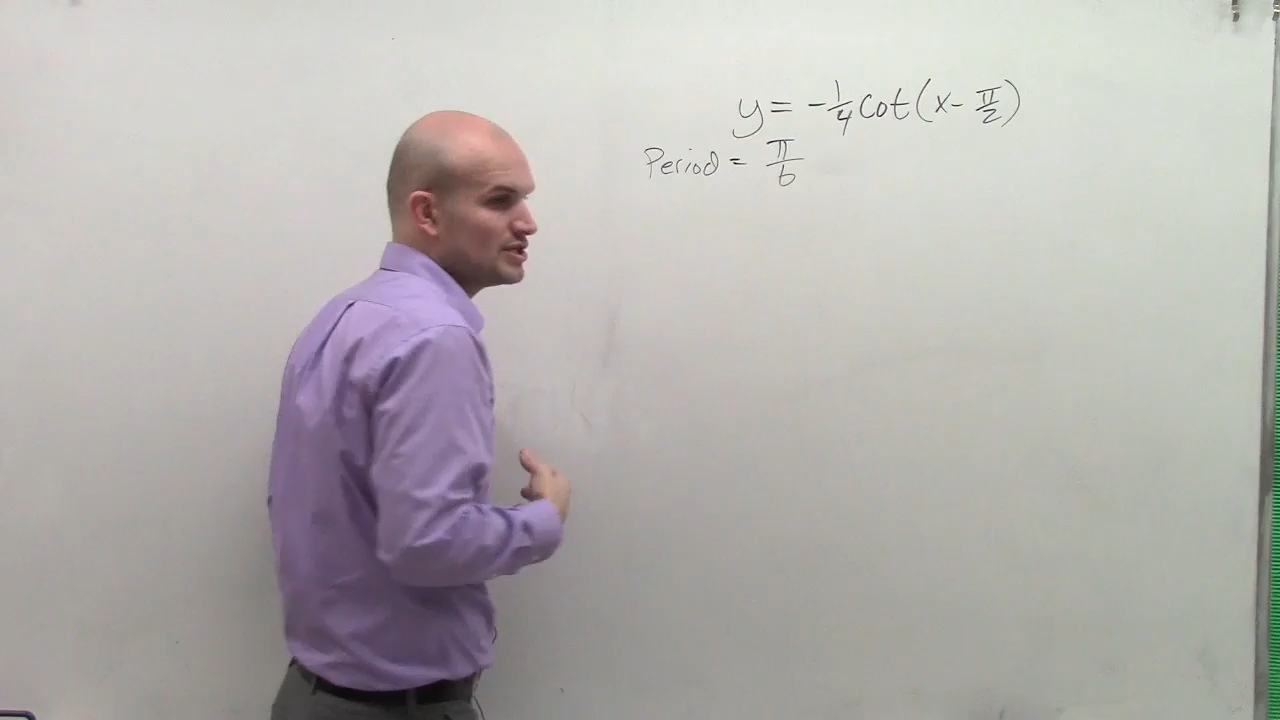 y = -1/4 cot(x - π/2)
Period = π/b